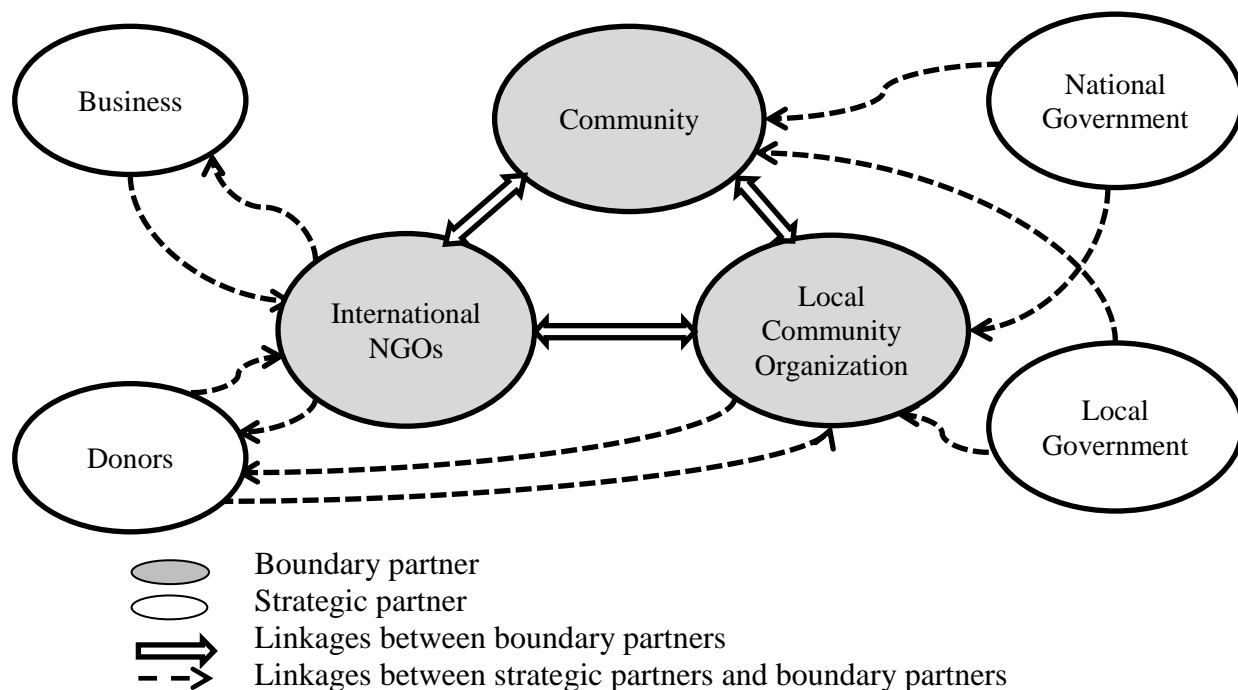 Business
Community
National
Government
International
NGOs
Local
Community
Organization
Donors
Local
Government
Boundary partner
Strategic partner
Linkages between boundary partners
Linkages between strategic partners and boundary partners